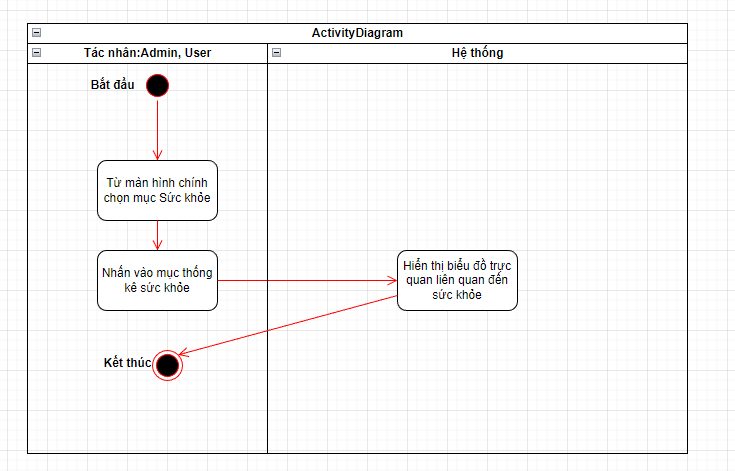 ActivityDiagram
Tác nhân:Admin, User
Hệ thống
Bắt đầu
Từ màn hình chính
chọn mục Sức khỏe
Nhấn vào mục thống
kê sức khỏe
Hiển thị biểu đồ trực
quan liên quan đến
sức khỏe
Kết thúc